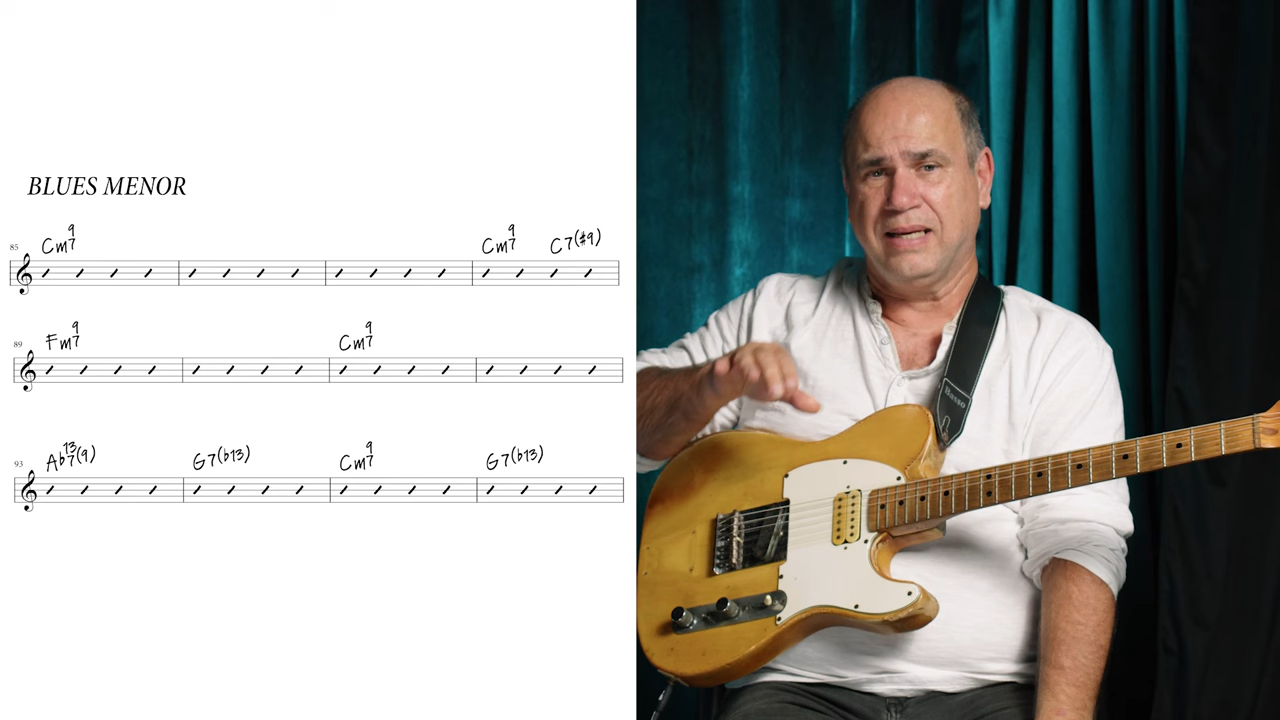 BLUES MENOR
85 Cm7 9 Cm7 9 C7(#9)
89 Fm7 9 Cm7 9
93 Ab7 13(9) G7(b13) Cm7 9 G7(b13)
Basso